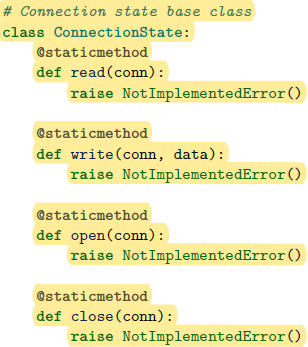 # Connection state base class
class ConnectionState:
    @staticmethod
    def read(conn):
        raise NotImplementedError()

    @staticmethod
    def write(conn, data):
        raise NotImplementedError()

    @staticmethod
    def open(conn):
        raise NotImplementedError()

    @staticmethod
    def close(conn):
        raise NotImplementedError()